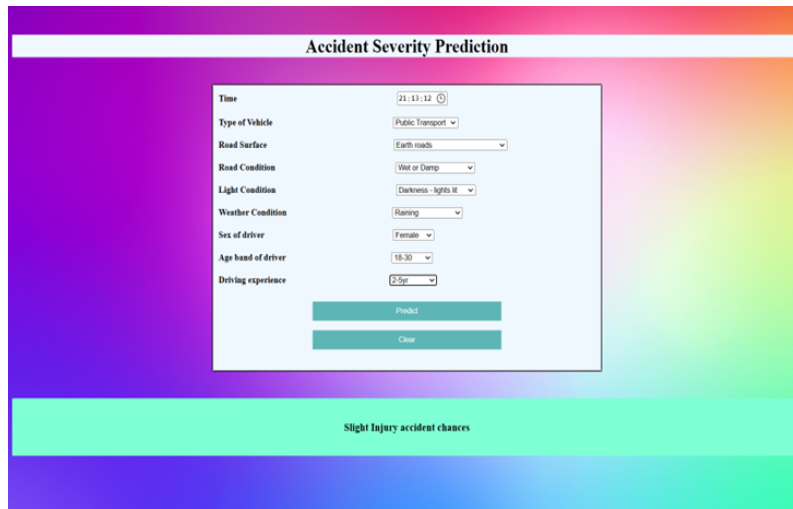 Accident Severity Prediction
Time 21:13:12
Type of Vehicle Public Transport
Road Surface Earth roads
Road Condition Wet or Damp
Light Condition Darkness - lights lit
Weather Condition Raining
Sex of driver Female
Age band of driver 18-30
Driving experience 2-5yr
Predict
Clear
Slight Injury accident chances